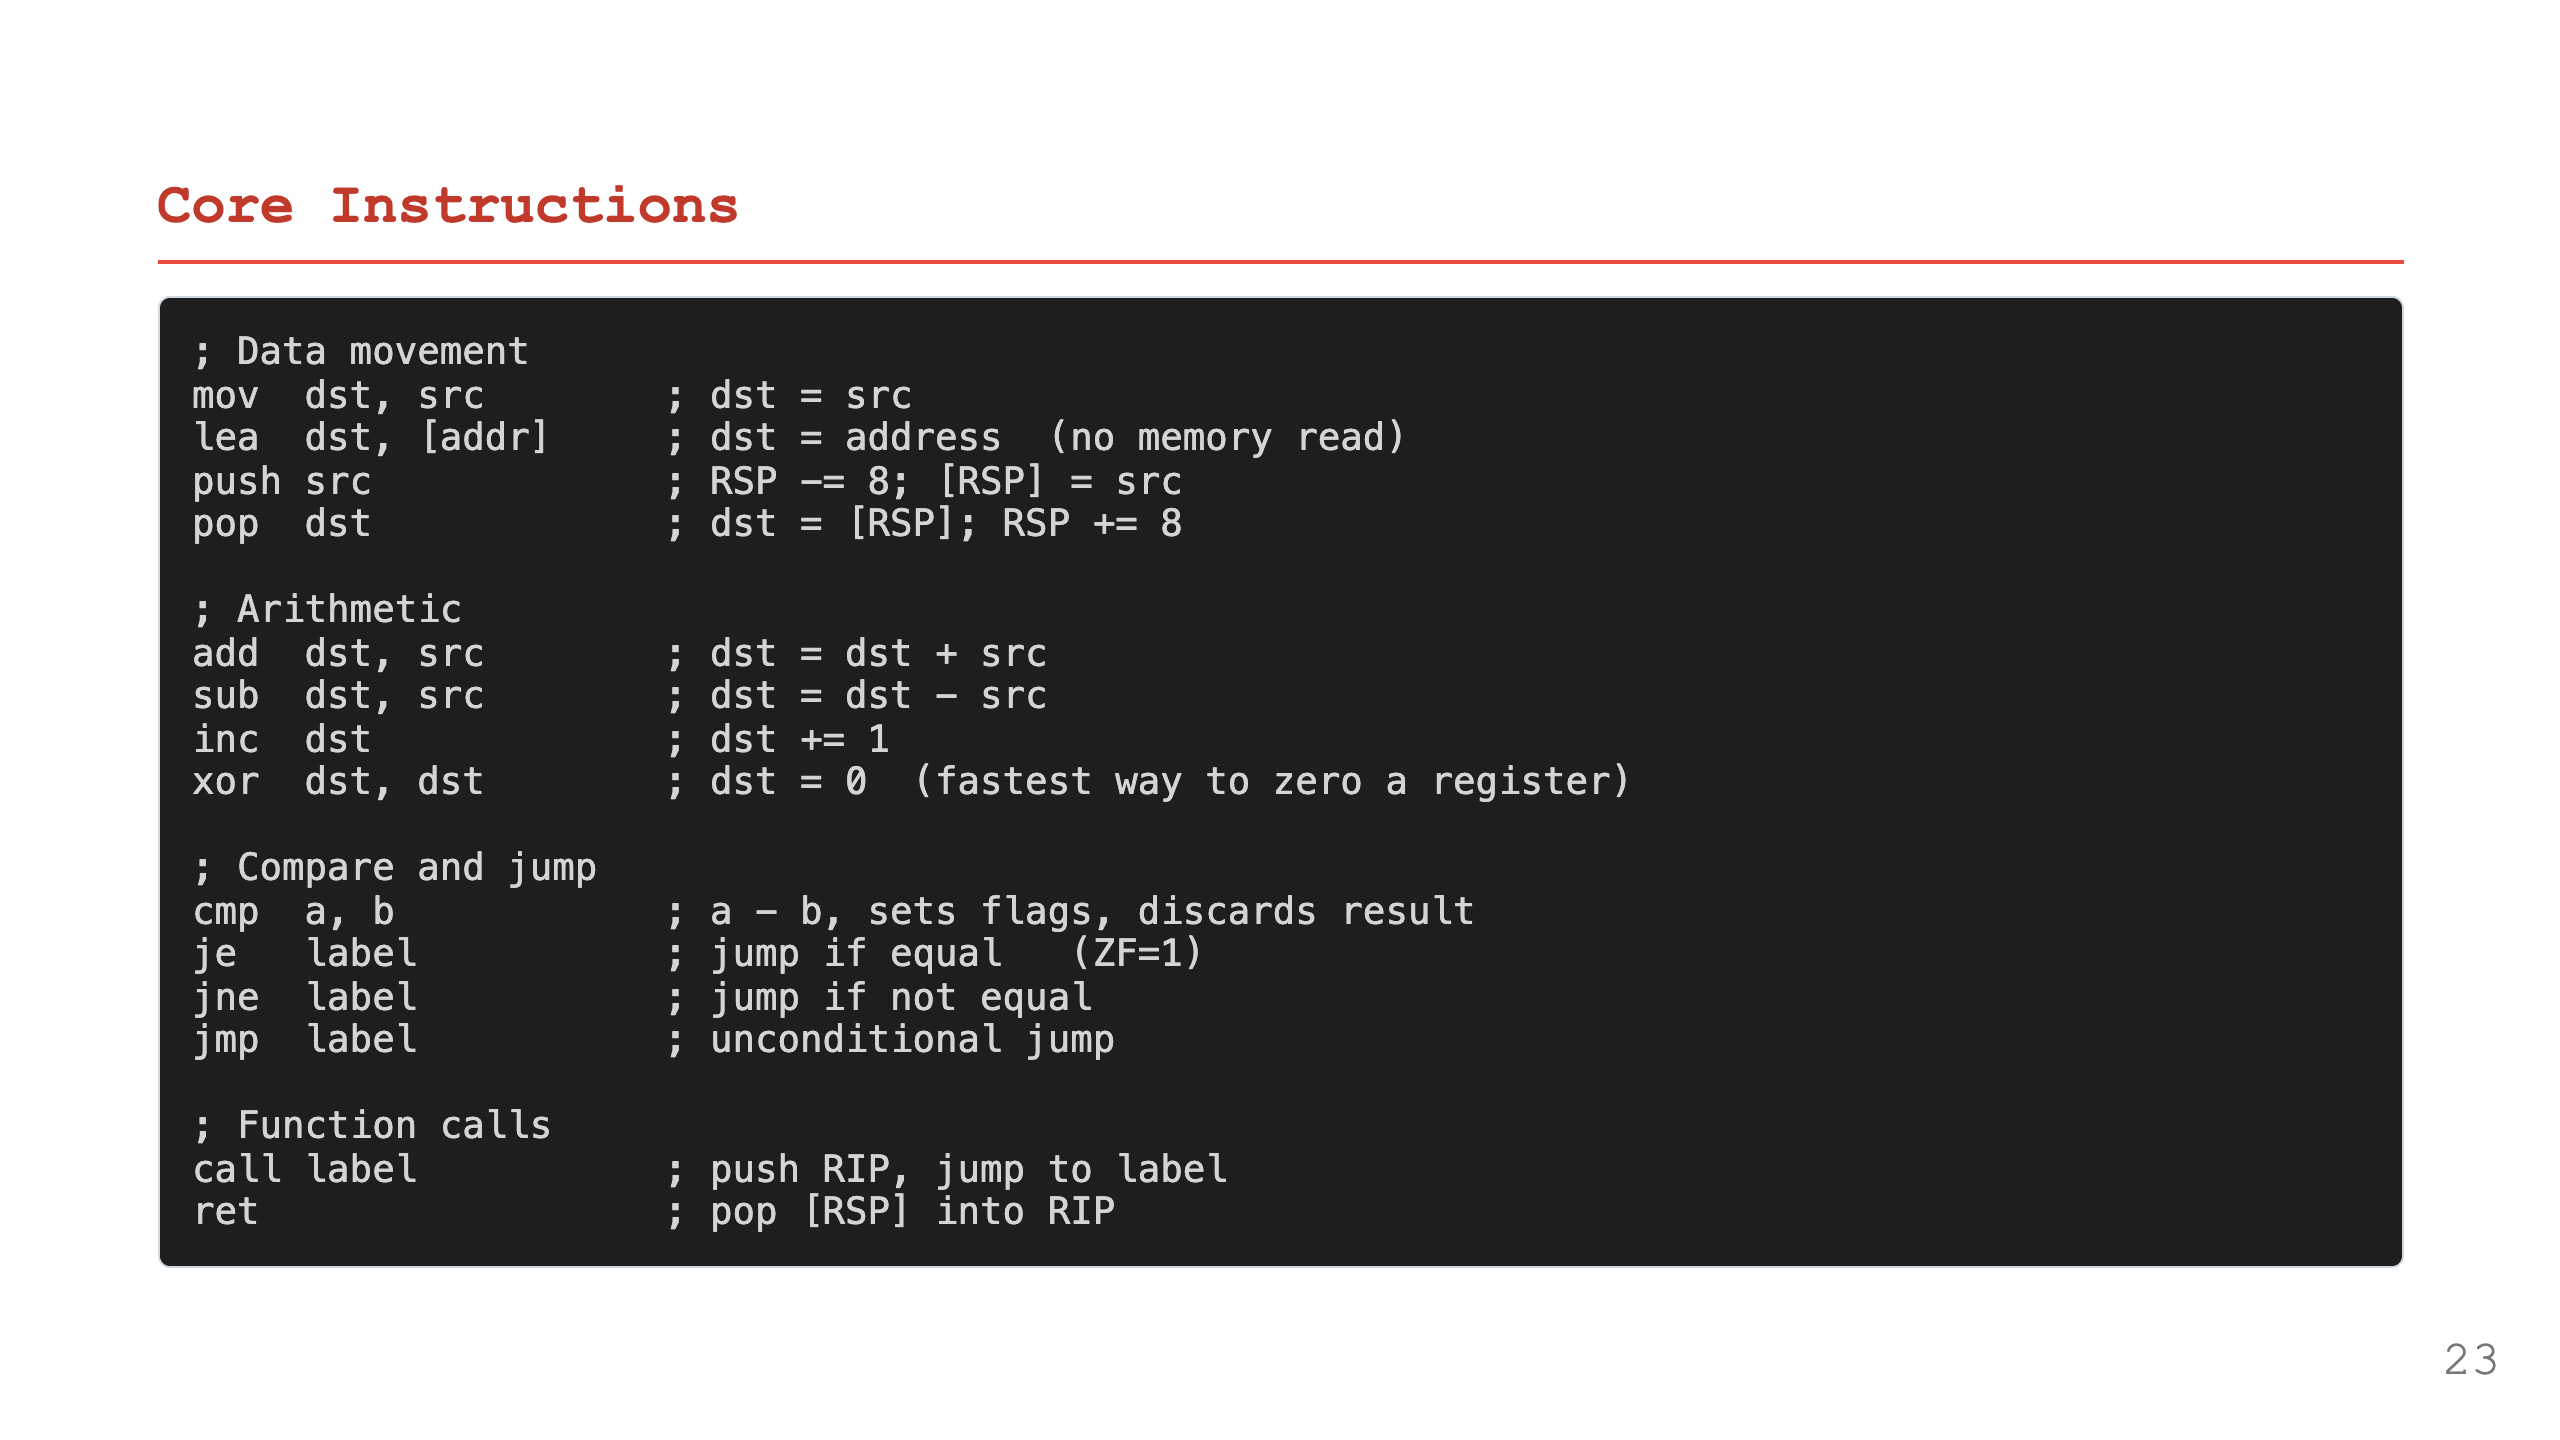 Core Instructions
; Data movement
mov  dst, src        ; dst = src
lea  dst, [addr]     ; dst = address  (no memory read)
push src             ; RSP -= 8; [RSP] = src
pop  dst             ; dst = [RSP]; RSP += 8
; Arithmetic
add  dst, src        ; dst = dst + src
sub  dst, src        ; dst = dst - src
inc  dst             ; dst += 1
xor  dst, dst        ; dst = 0  (fastest way to zero a register)
; Compare and jump
cmp  a, b            ; a - b, sets flags, discards result
je   label           ; jump if equal   (ZF=1)
jne  label           ; jump if not equal
jmp  label           ; unconditional jump
; Function calls
call label           ; push RIP, jump to label
ret                  ; pop [RSP] into RIP
23